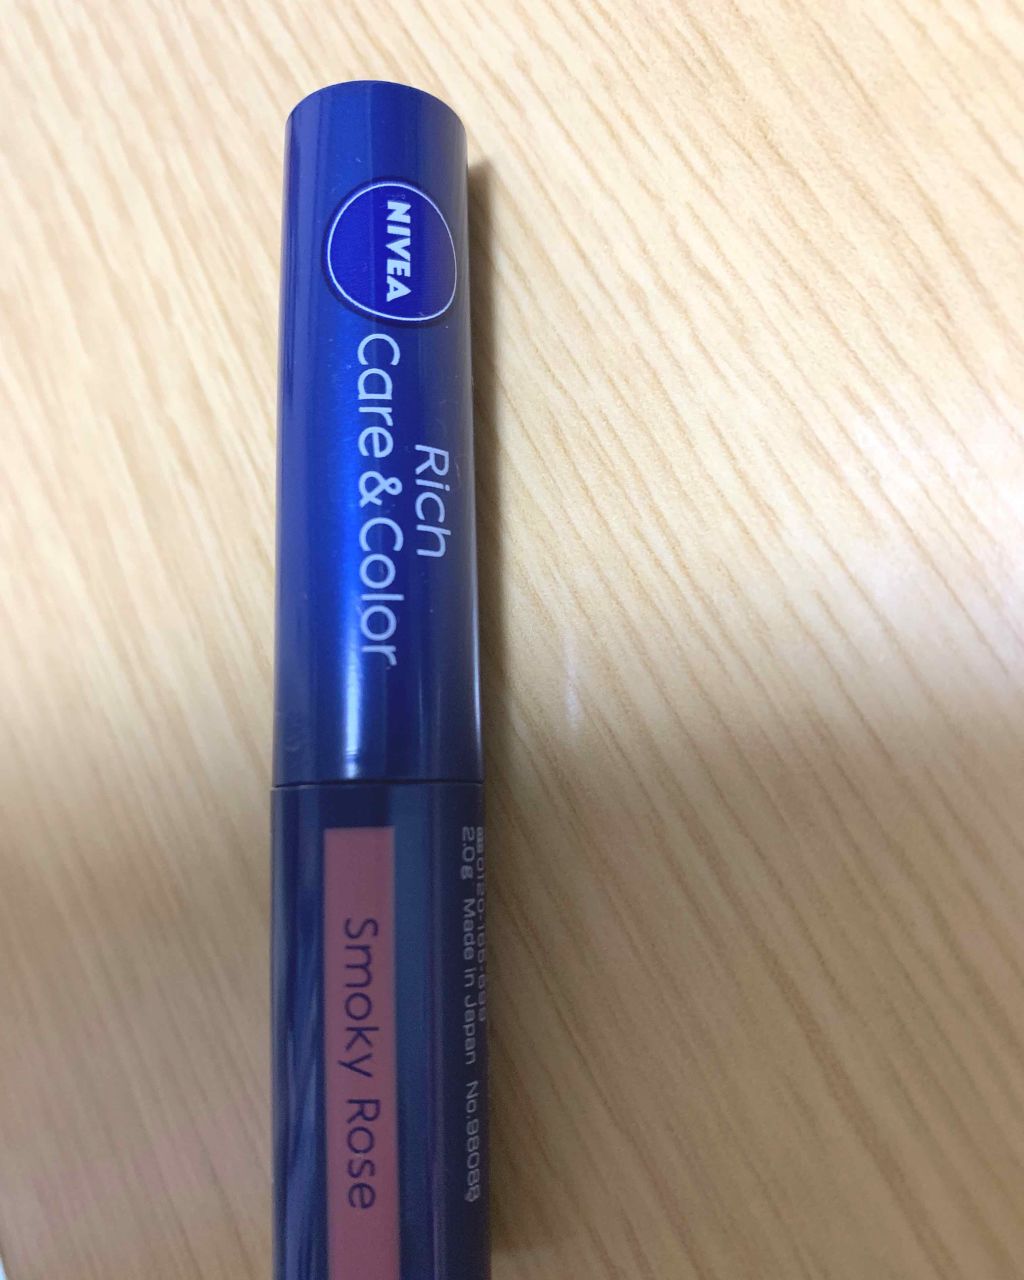 NIVEA
Rich
Care & Color
Smoky Rose
2.0g Made in Japan